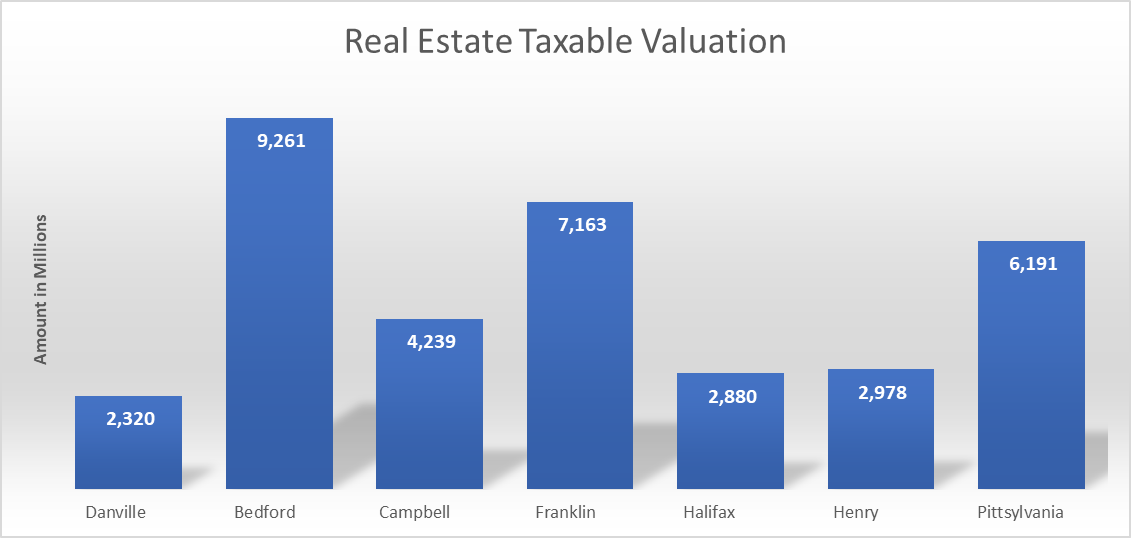 Real Estate Taxable Valuation
Amount in Millions
2,320
9,261
4,239
7,163
2,880
2,978
6,191
Danville
Bedford
Campbell
Franklin
Halifax
Henry
Pittsylvania